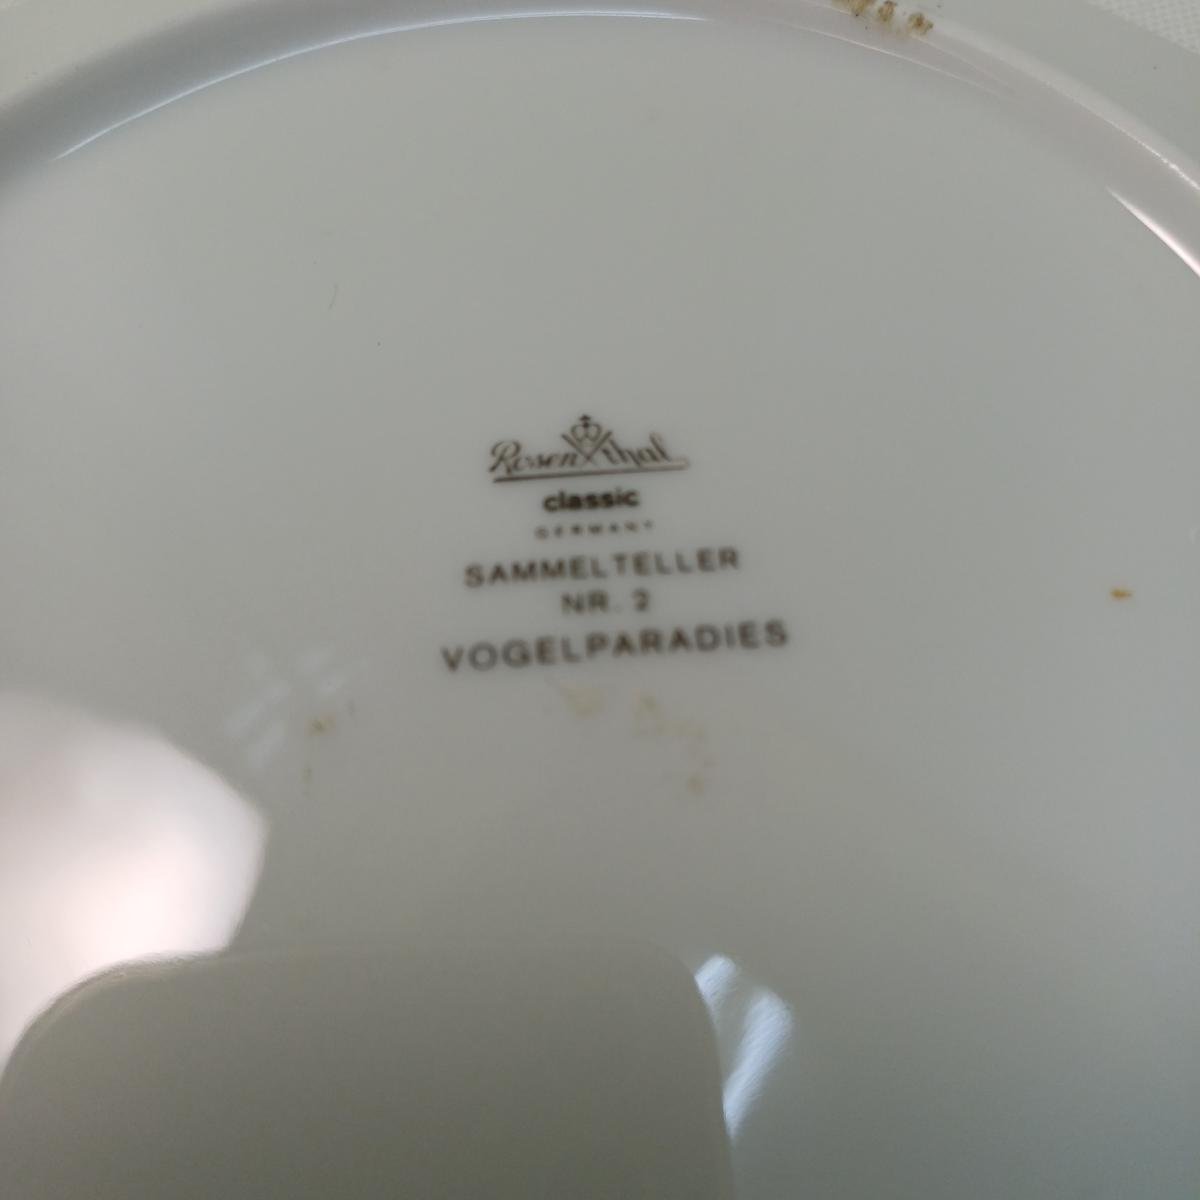 Rosenthal
classic
GERMANY
SAMMELTELLER
NR. 2
VOGELPARADIES